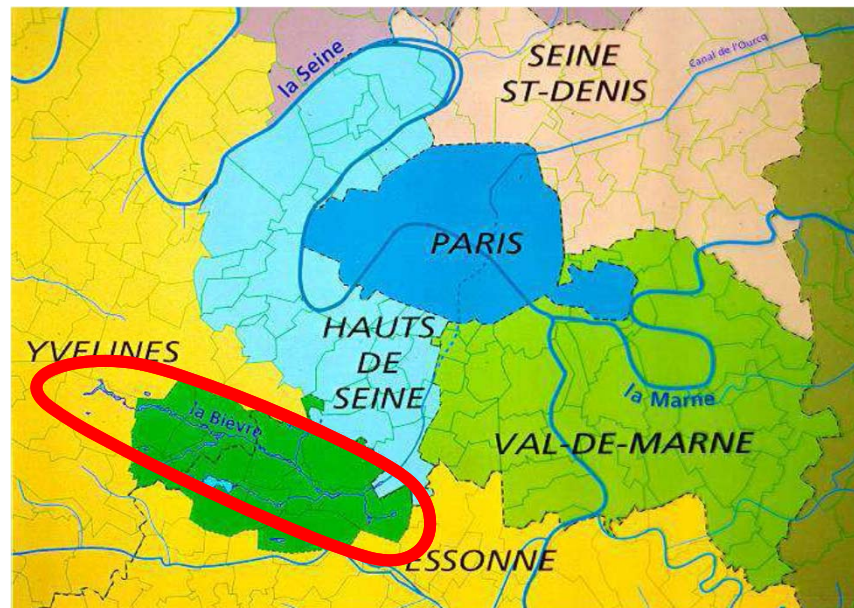 la Seine
SEINE
ST-DENIS
Canal de l'Ourcq
PARIS
HAUTS
DE
SEINE
YVELINES
la Bièvre
la Marne
VAL-DE-MARNE
ESSONNE